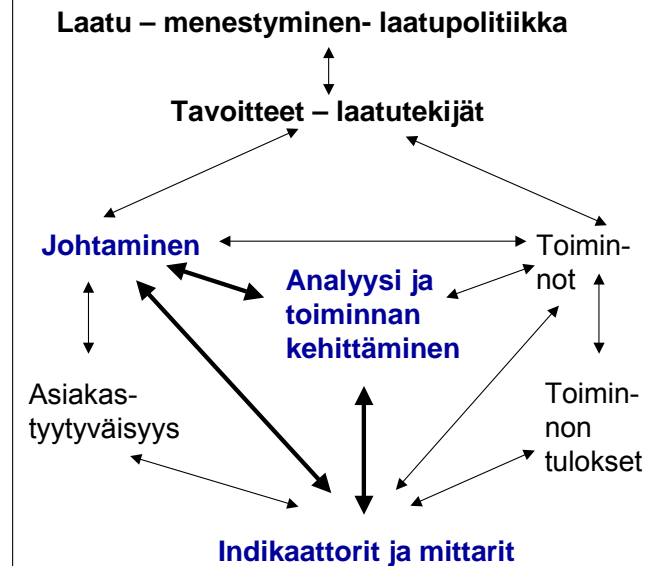 Laatu – menestyminen- laatupolitiikka
Tavoitteet – laatutekijät
Johtaminen
Toimin-
not
Analyysi ja
toiminnan
kehittäminen
Asiakas-
tyytyväisyys
Toimin-
non
tulokset
Indikaattorit ja mittarit